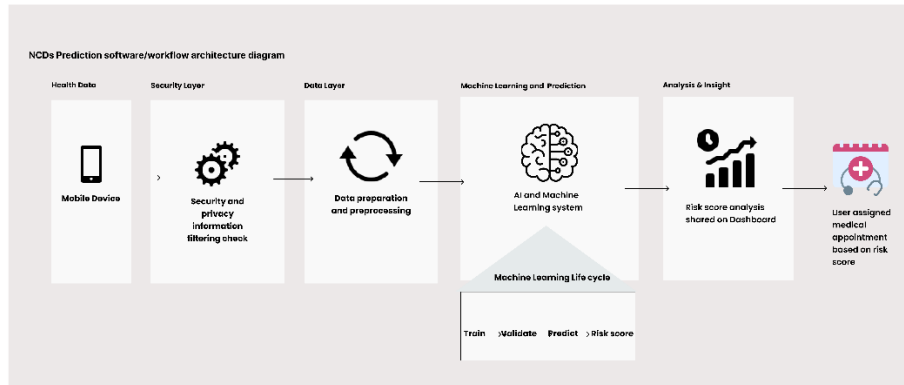 NCDs Prediction software/workflow architecture diagram
Health Data
Security Layer
Data Layer
Machine Learning and Prediction
Analysis & Insight
Mobile Device
Security and
privacy
information
filtering check
Data preparation
and preprocessing
AI and Machine
Learning system
Risk score analysis
shared on Dashboard
User assigned
medical
appointment
based on risk
score
Machine Learning Life cycle
Train
Validate
Predict
Risk score